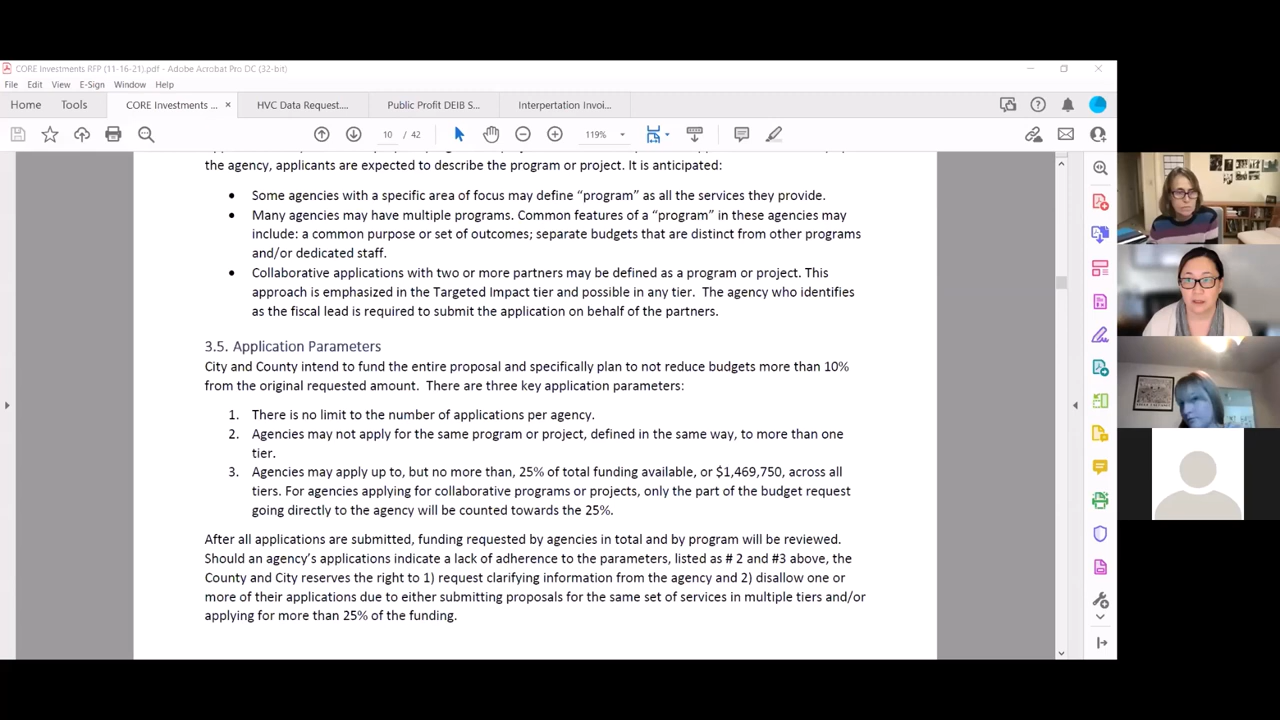 CORE Investments RFP (11-16-21).pdf - Adobe Acrobat Pro DC (32-bit)
File Edit View E-Sign Window Help
Home Tools CORE Investments ... × HVC Data Request.... Public Profit DEIB S... Interpertation Invoi...
10 / 42 119%
the agency, applicants are expected to describe the program or project. It is anticipated:
• Some agencies with a specific area of focus may define “program” as all the services they provide.
• Many agencies may have multiple programs. Common features of a “program” in these agencies may
include: a common purpose or set of outcomes; separate budgets that are distinct from other programs
and/or dedicated staff.
• Collaborative applications with two or more partners may be defined as a program or project. This
approach is emphasized in the Targeted Impact tier and possible in any tier. The agency who identifies
as the fiscal lead is required to submit the application on behalf of the partners.
3.5. Application Parameters
City and County intend to fund the entire proposal and specifically plan to not reduce budgets more than 10%
from the original requested amount. There are three key application parameters:
1. There is no limit to the number of applications per agency.
2. Agencies may not apply for the same program or project, defined in the same way, to more than one
tier.
3. Agencies may apply up to, but no more than, 25% of total funding available, or $1,469,750, across all
tiers. For agencies applying for collaborative programs or projects, only the part of the budget request
going directly to the agency will be counted towards the 25%.
After all applications are submitted, funding requested by agencies in total and by program will be reviewed.
Should an agency’s applications indicate a lack of adherence to the parameters, listed as # 2 and #3 above, the
County and City reserves the right to 1) request clarifying information from the agency and 2) disallow one or
more of their applications due to either submitting proposals for the same set of services in multiple tiers and/or
applying for more than 25% of the funding.